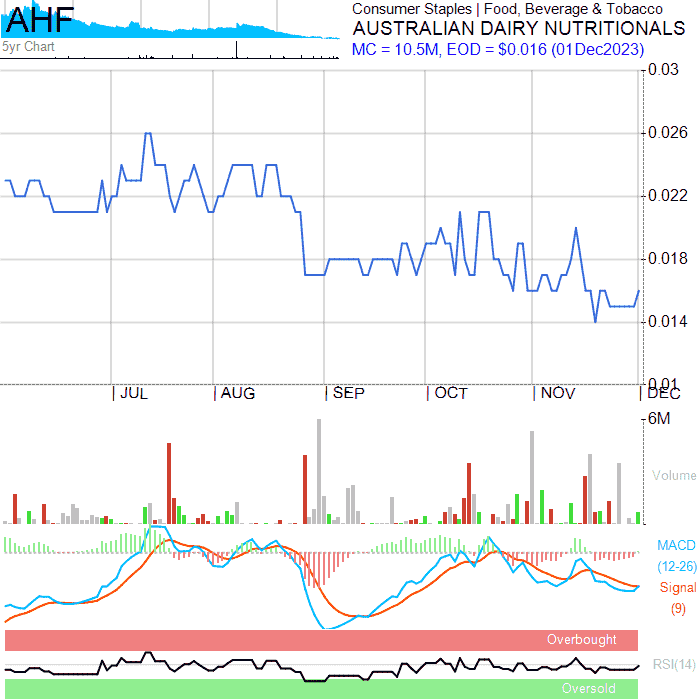 AHF
5yr Chart
Consumer Staples | Food, Beverage & Tobacco
AUSTRALIAN DAIRY NUTRITIONALS
MC = 10.5M, EOD = $0.016 (01Dec2023)
0.03
0.026
0.022
0.018
0.014
0.01
| JUL | AUG | SEP | OCT | NOV | DEC
6M
Volume
MACD
(12-26)
Signal
(9)
Overbought
RSI(14)
Oversold